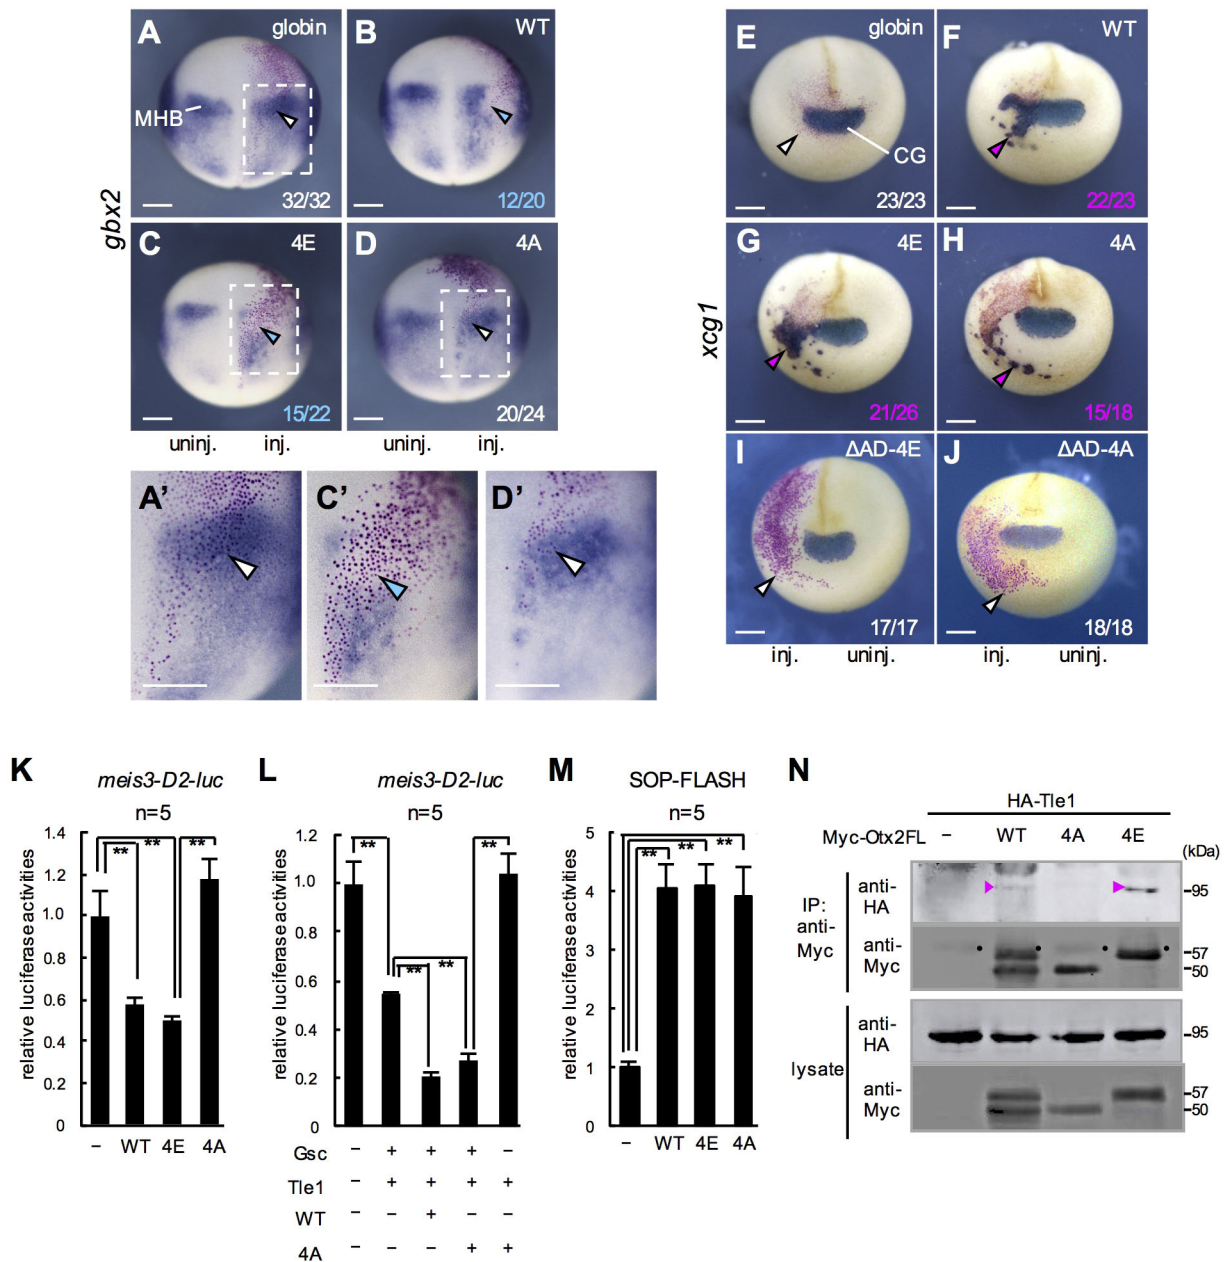 A globin
B WT
MHB
32/32
12/20
gbx2
C 4E
D 4A
15/22
20/24
uninj. inj. uninj. inj.
A’ C’ D’
E globin
F WT
CG
23/23
22/23
xcg1
G 4E
H 4A
21/26
15/18
I ΔAD-4E
J ΔAD-4A
17/17
18/18
inj. uninj. inj. uninj.
K
meis3-D2-luc
n=5
relative luciferase activities
1.4
1.2
1.0
0.8
0.6
0.4
0.2
0
** ** **
– WT 4E 4A
L
meis3-D2-luc
n=5
relative luciferase activities
1.2
1.0
0.8
0.6
0.4
0.2
0
** ** ** **
Gsc – + + + –
Tle1 – + + + +
WT – – + – –
4A – – – + +
M
SOP-FLASH
n=5
relative luciferase activities
5
4
3
2
1
0
** ** **
– WT 4E 4A
N
HA-Tle1
Myc-Otx2FL – WT 4A 4E
(kDa)
IP: anti-Myc
anti-HA
95
anti-Myc
57
50
lysate
anti-HA
95
anti-Myc
57
50